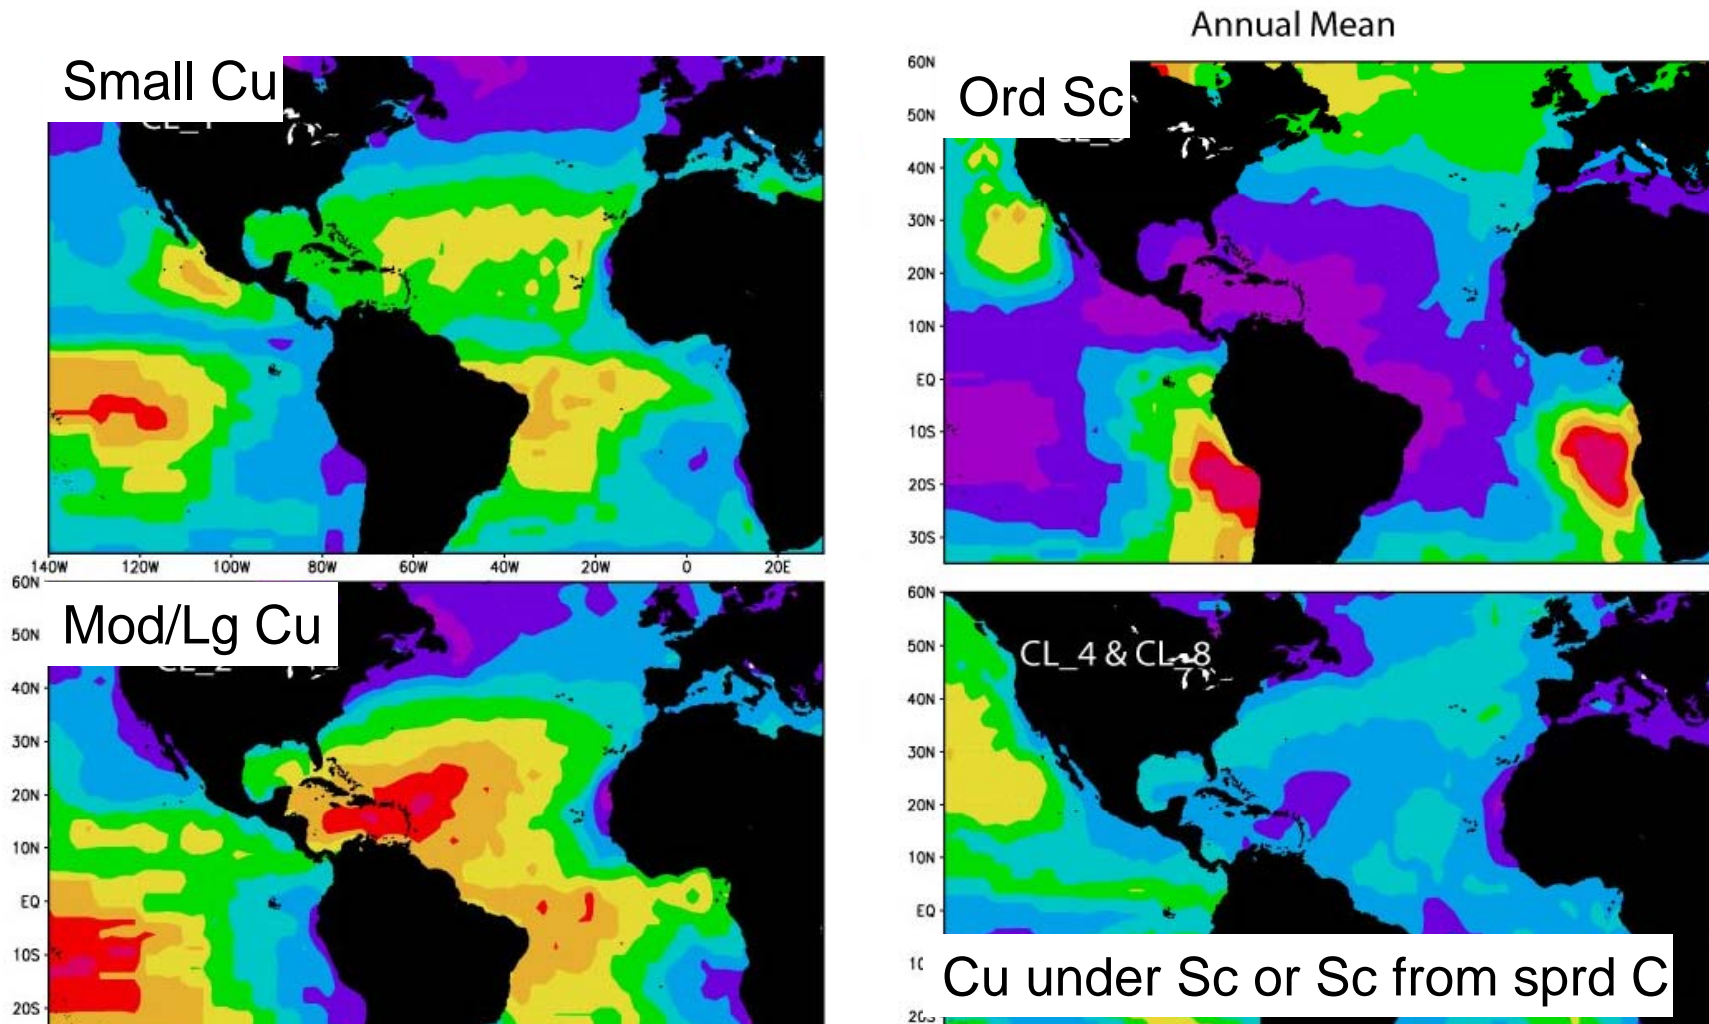 Annual Mean
Small Cu
140W 120W 100W 80W 60W 40W 20W 0 20E
Ord Sc
60N
50N
40N
30N
20N
10N
EQ
10S
20S
30S
Mod/Lg Cu
60N
50N
40N
30N
20N
10N
EQ
10S
20S
CL_4 & CL_8
60N
50N
40N
30N
20N
10N
EQ
Cu under Sc or Sc from sprd C